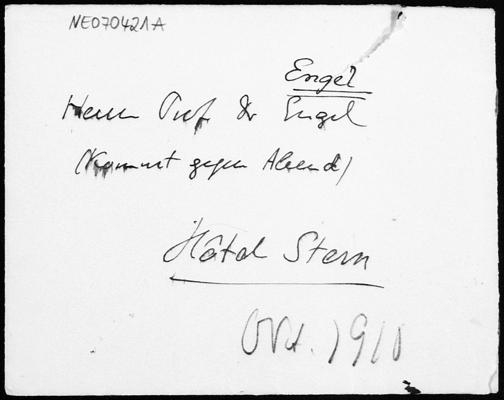 NE070421A
Engel
Herrn Prof Dr Engel
(Kommt gegen Abend)
Hôtel Stern
Okt. 1910